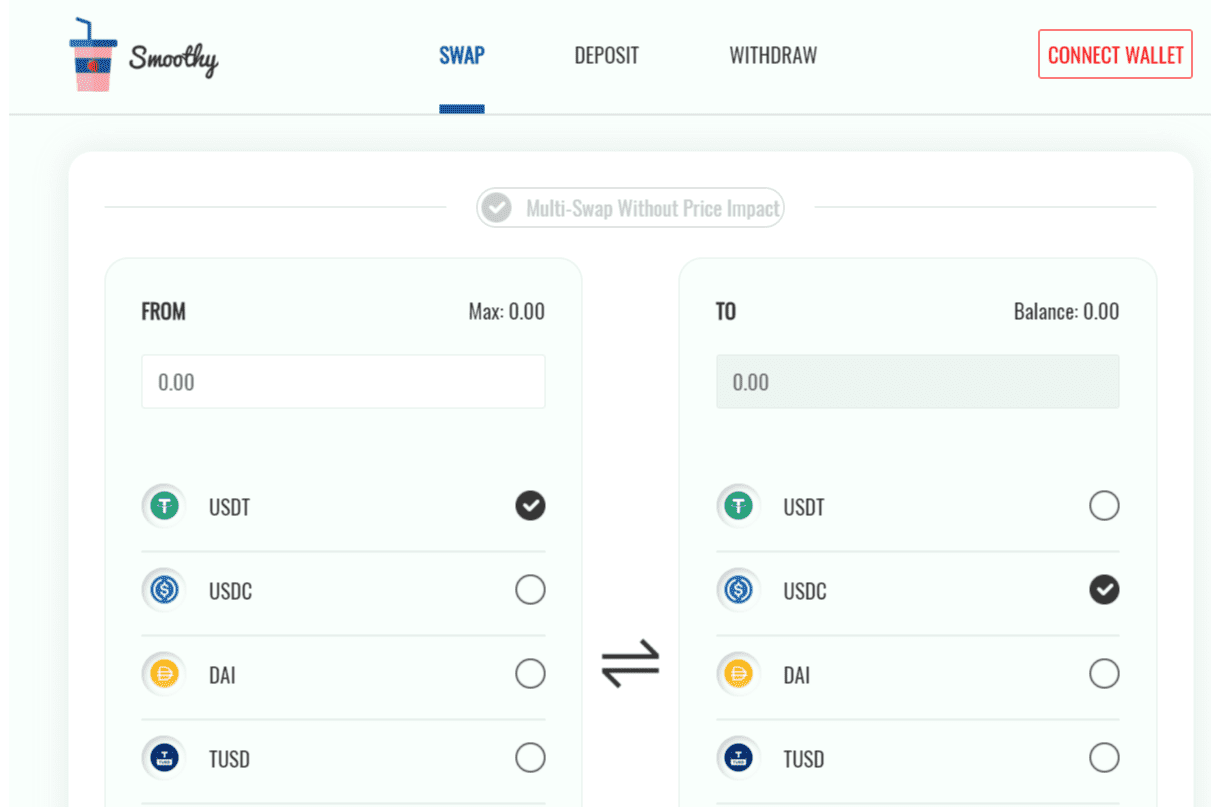 Smoothy SWAP DEPOSIT WITHDRAW CONNECT WALLET
Multi-Swap Without Price Impact
FROM Max: 0.00
0.00
USDT
USDC
DAI
TUSD
TO Balance: 0.00
0.00
USDT
USDC
DAI
TUSD